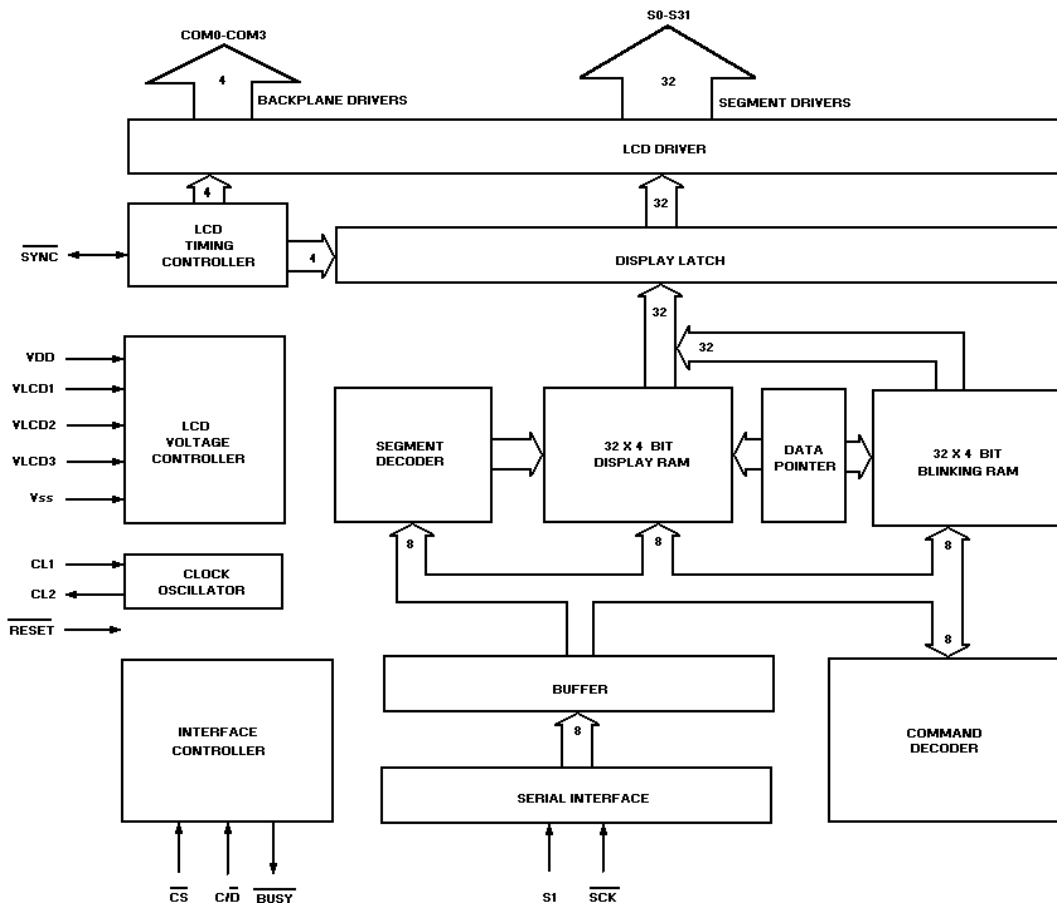 COM0-COM3
S0-S31
4
32
BACKPLANE DRIVERS
SEGMENT DRIVERS
LCD DRIVER
4
32
LCD
TIMING
CONTROLLER
SYNC
4
DISPLAY LATCH
32
32
VDD
VLCD1
VLCD2
VLCD3
Vss
LCD
VOLTAGE
CONTROLLER
SEGMENT
DECODER
32 X 4 BIT
DISPLAY RAM
DATA
POINTER
32 X 4 BIT
BLINKING RAM
8
8
8
CL1
CL2
CLOCK
OSCILLATOR
RESET
8
BUFFER
INTERFACE
CONTROLLER
8
COMMAND
DECODER
SERIAL INTERFACE
CS
C/D
BUSY
S1
SCK